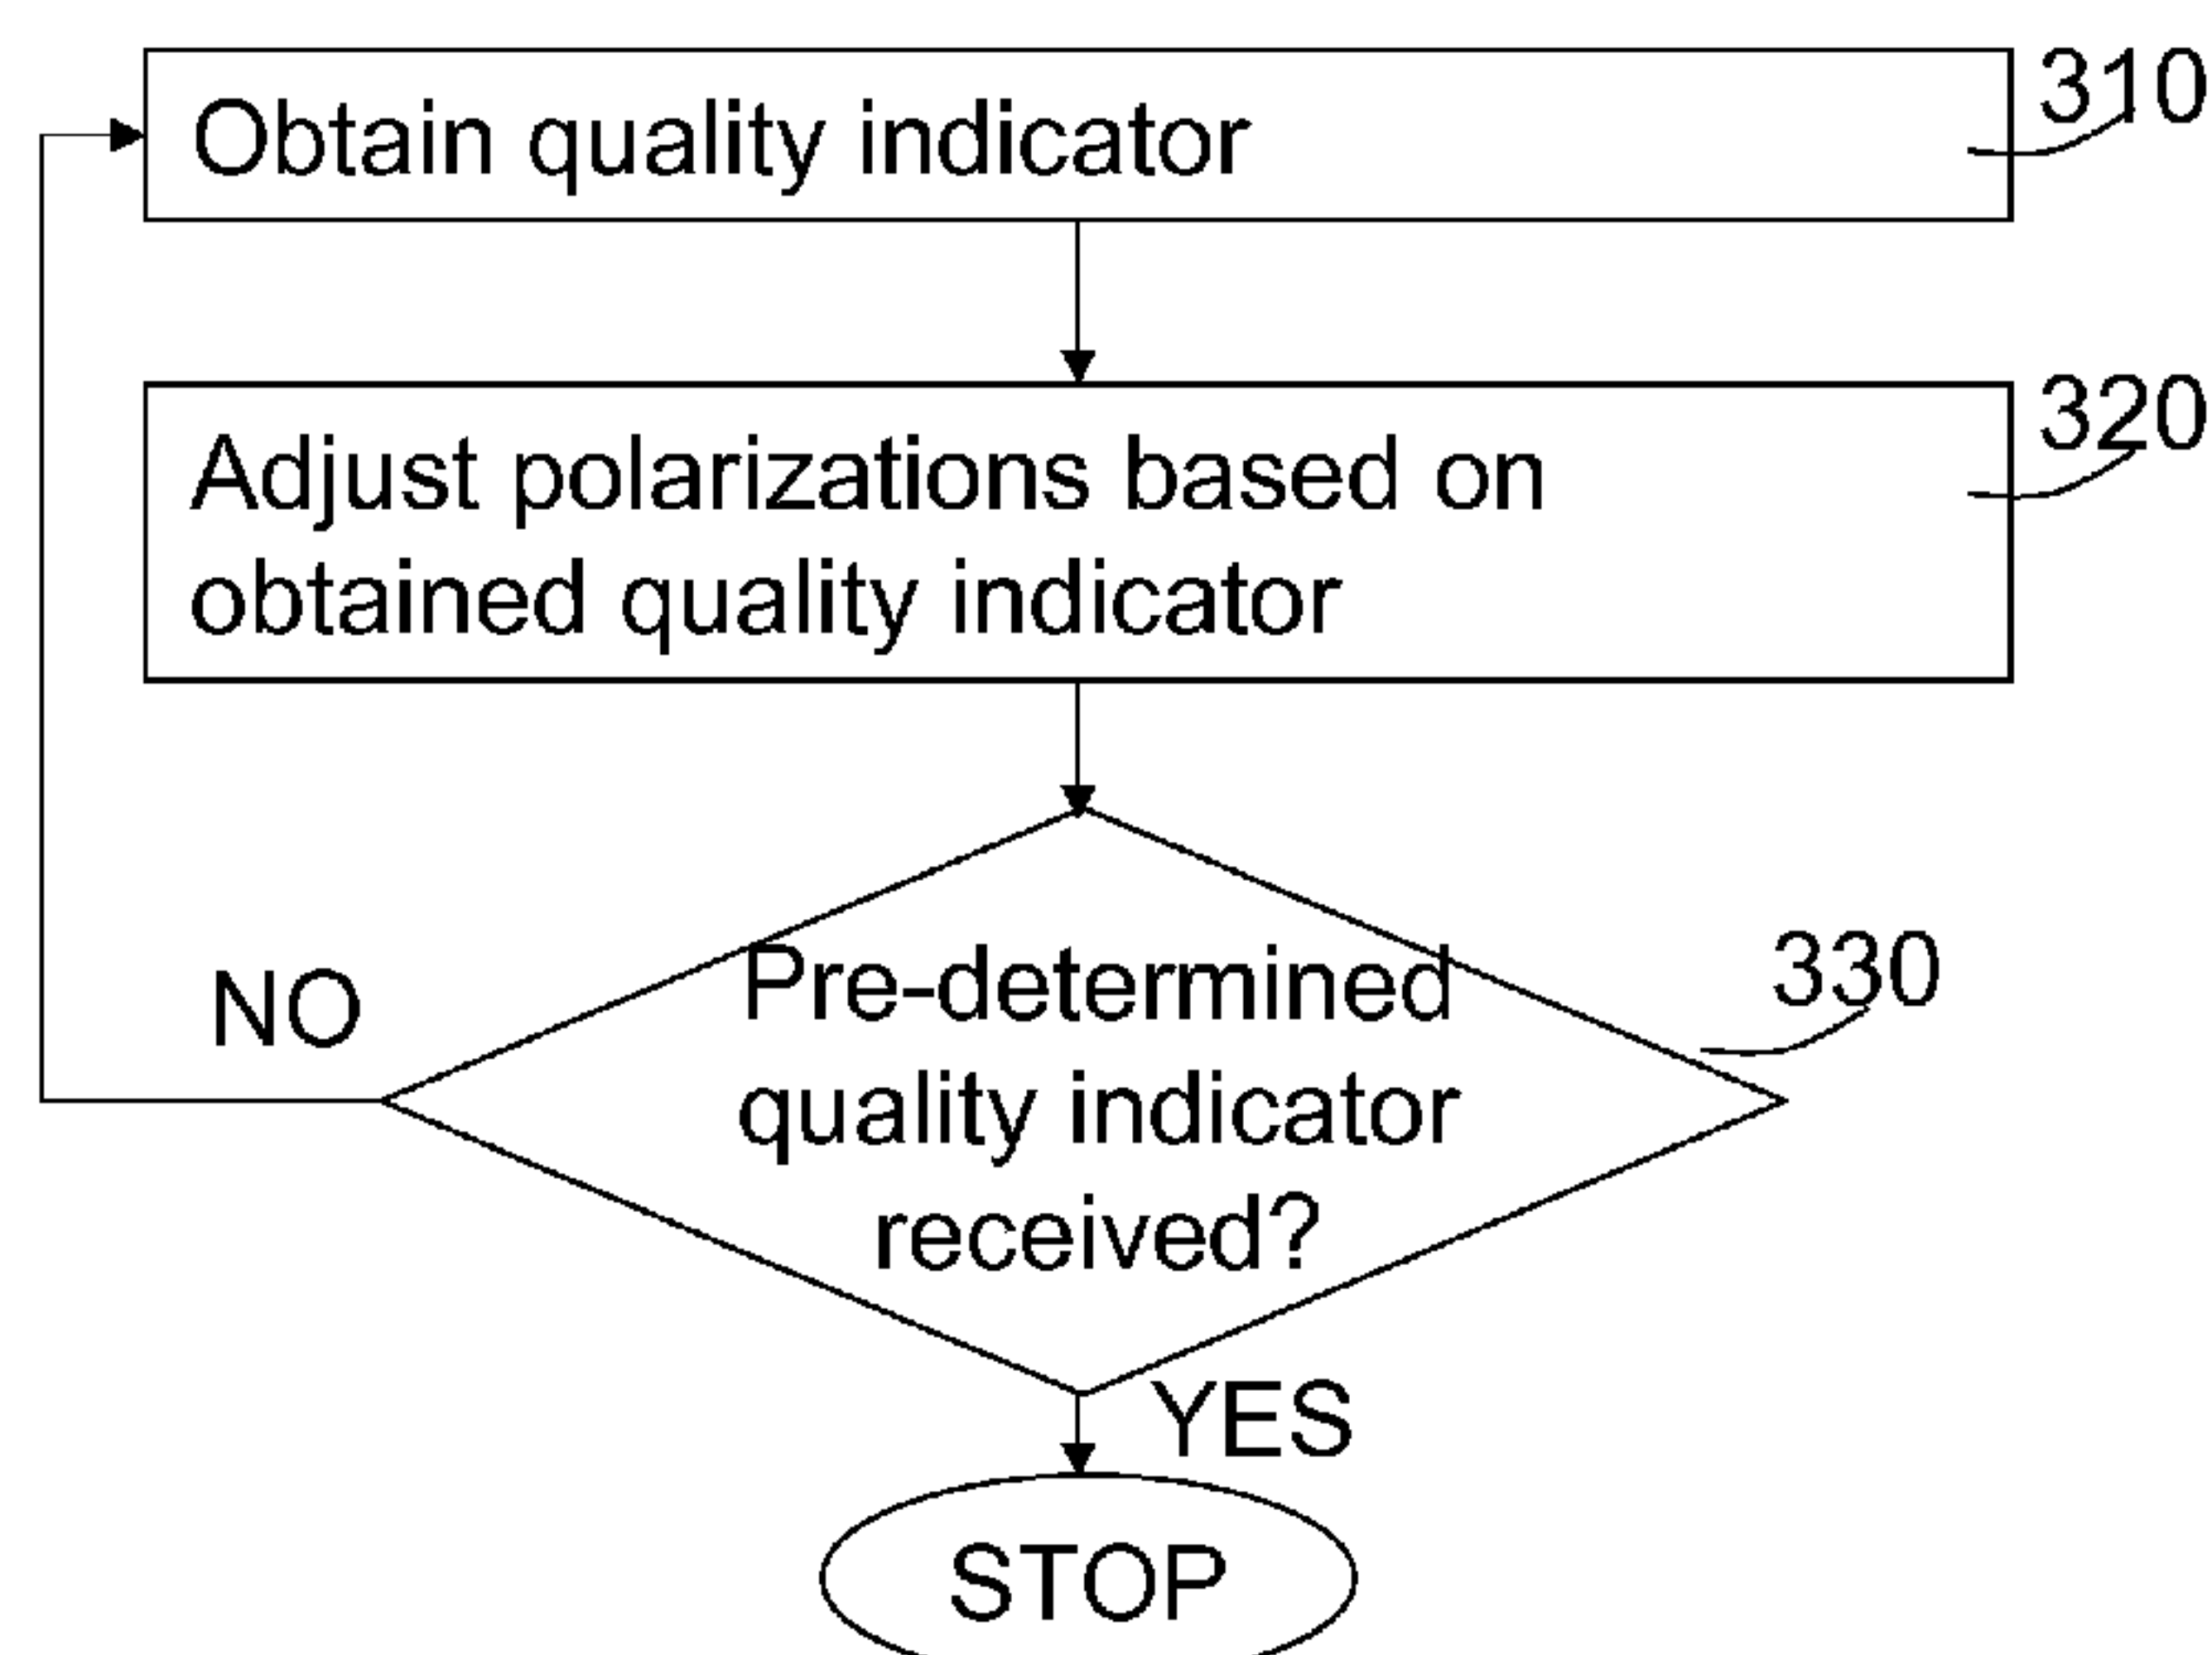 Obtain quality indicator
310
Adjust polarizations based on
obtained quality indicator
320
Pre-determined
quality indicator
received?
330
NO
YES
STOP